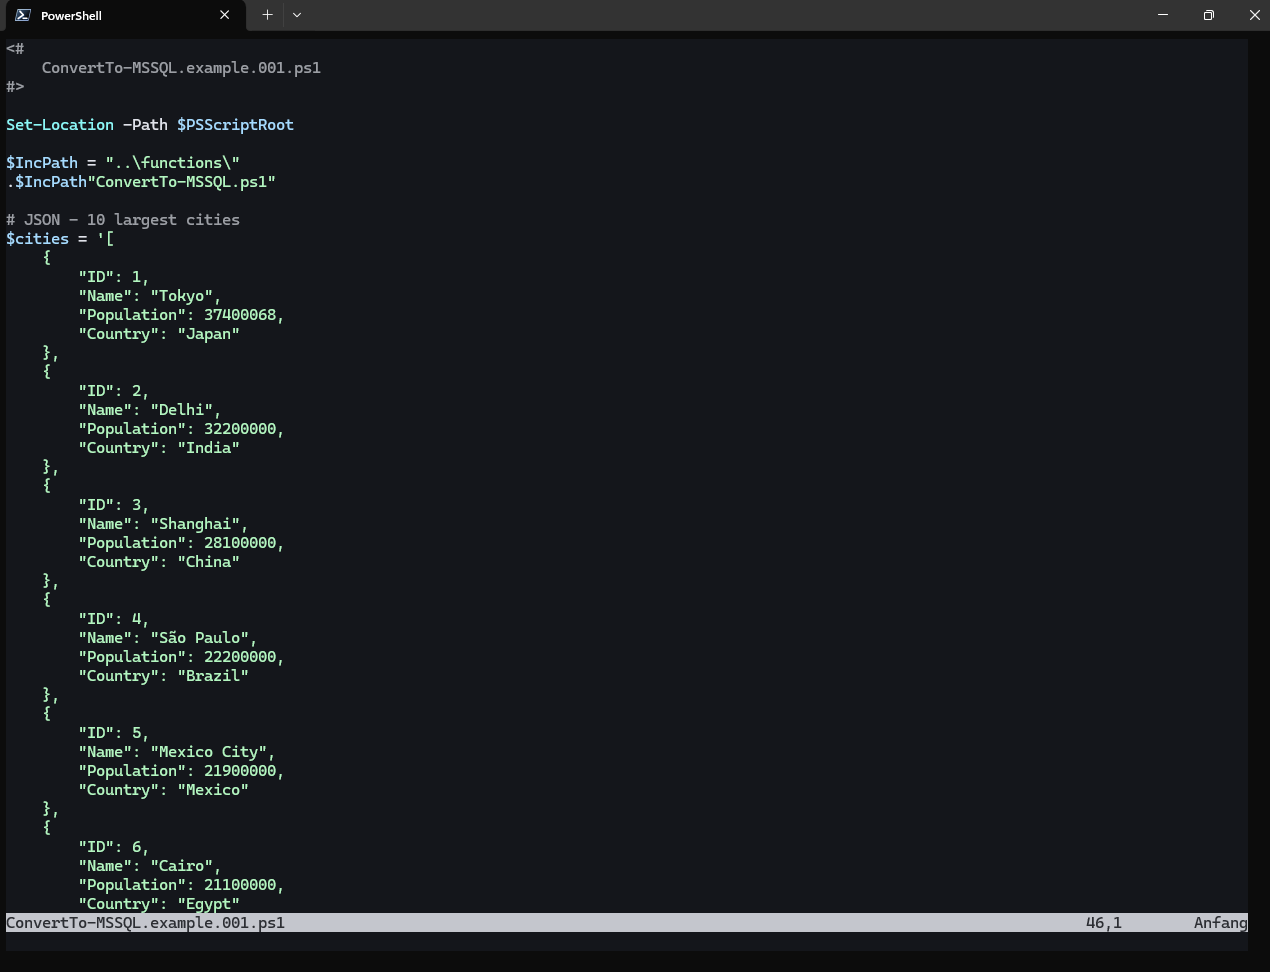 PowerShell
<#
    ConvertTo-MSSQL.example.001.ps1
#>
Set-Location -Path $PSScriptRoot
$IncPath = "..\functions\"
.$IncPath"ConvertTo-MSSQL.ps1"
# JSON - 10 largest cities
$cities = '[
    {
        "ID": 1,
        "Name": "Tokyo",
        "Population": 37400068,
        "Country": "Japan"
    },
    {
        "ID": 2,
        "Name": "Delhi",
        "Population": 32200000,
        "Country": "India"
    },
    {
        "ID": 3,
        "Name": "Shanghai",
        "Population": 28100000,
        "Country": "China"
    },
    {
        "ID": 4,
        "Name": "São Paulo",
        "Population": 22200000,
        "Country": "Brazil"
    },
    {
        "ID": 5,
        "Name": "Mexico City",
        "Population": 21900000,
        "Country": "Mexico"
    },
    {
        "ID": 6,
        "Name": "Cairo",
        "Population": 21100000,
        "Country": "Egypt"
ConvertTo-MSSQL.example.001.ps1 46,1 Anfang